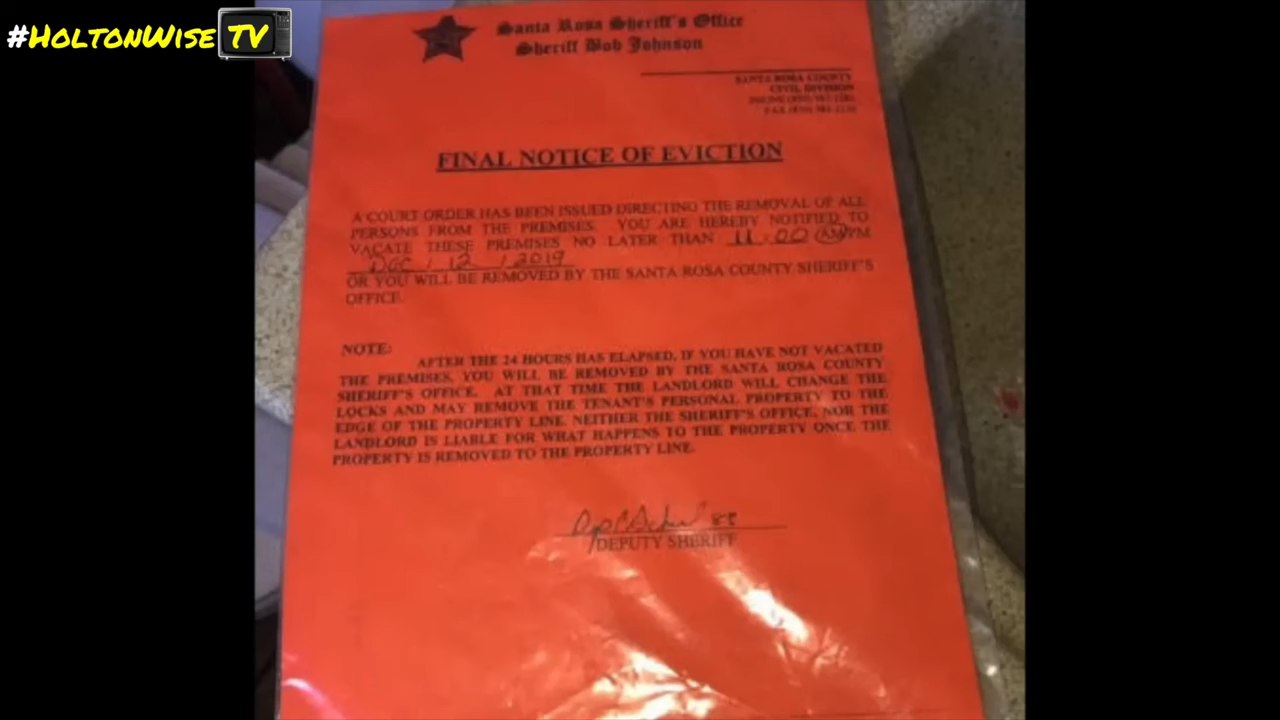 #HOLTONWISE TV
Santa Rosa Sheriff's Office
Sheriff Bob Johnson
SANTA ROSA COUNTY
CIVIL DIVISION
PHONE (850)
FAX (850)
FINAL NOTICE OF EVICTION
A COURT ORDER HAS BEEN ISSUED DIRECTING THE REMOVAL OF ALL
PERSONS FROM THE PREMISES. YOU ARE HEREBY NOTIFIED TO
VACATE THESE PREMISES NO LATER THAN 11:00 AM/PM
DEC / 12 / 2019
OR YOU WILL BE REMOVED BY THE SANTA ROSA COUNTY SHERIFF'S
OFFICE.
NOTE:
AFTER THE 24 HOURS HAS ELAPSED, IF YOU HAVE NOT VACATED
THE PREMISES, YOU WILL BE REMOVED BY THE SANTA ROSA COUNTY
SHERIFF'S OFFICE. AT THAT TIME THE LANDLORD WILL CHANGE THE
LOCKS AND MAY REMOVE THE TENANT'S PERSONAL PROPERTY TO THE
EDGE OF THE PROPERTY LINE. NEITHER THE SHERIFF'S OFFICE, NOR THE
LANDLORD IS LIABLE FOR WHAT HAPPENS TO THE PROPERTY ONCE THE
PROPERTY IS REMOVED TO THE PROPERTY LINE.
DEPUTY SHERIFF